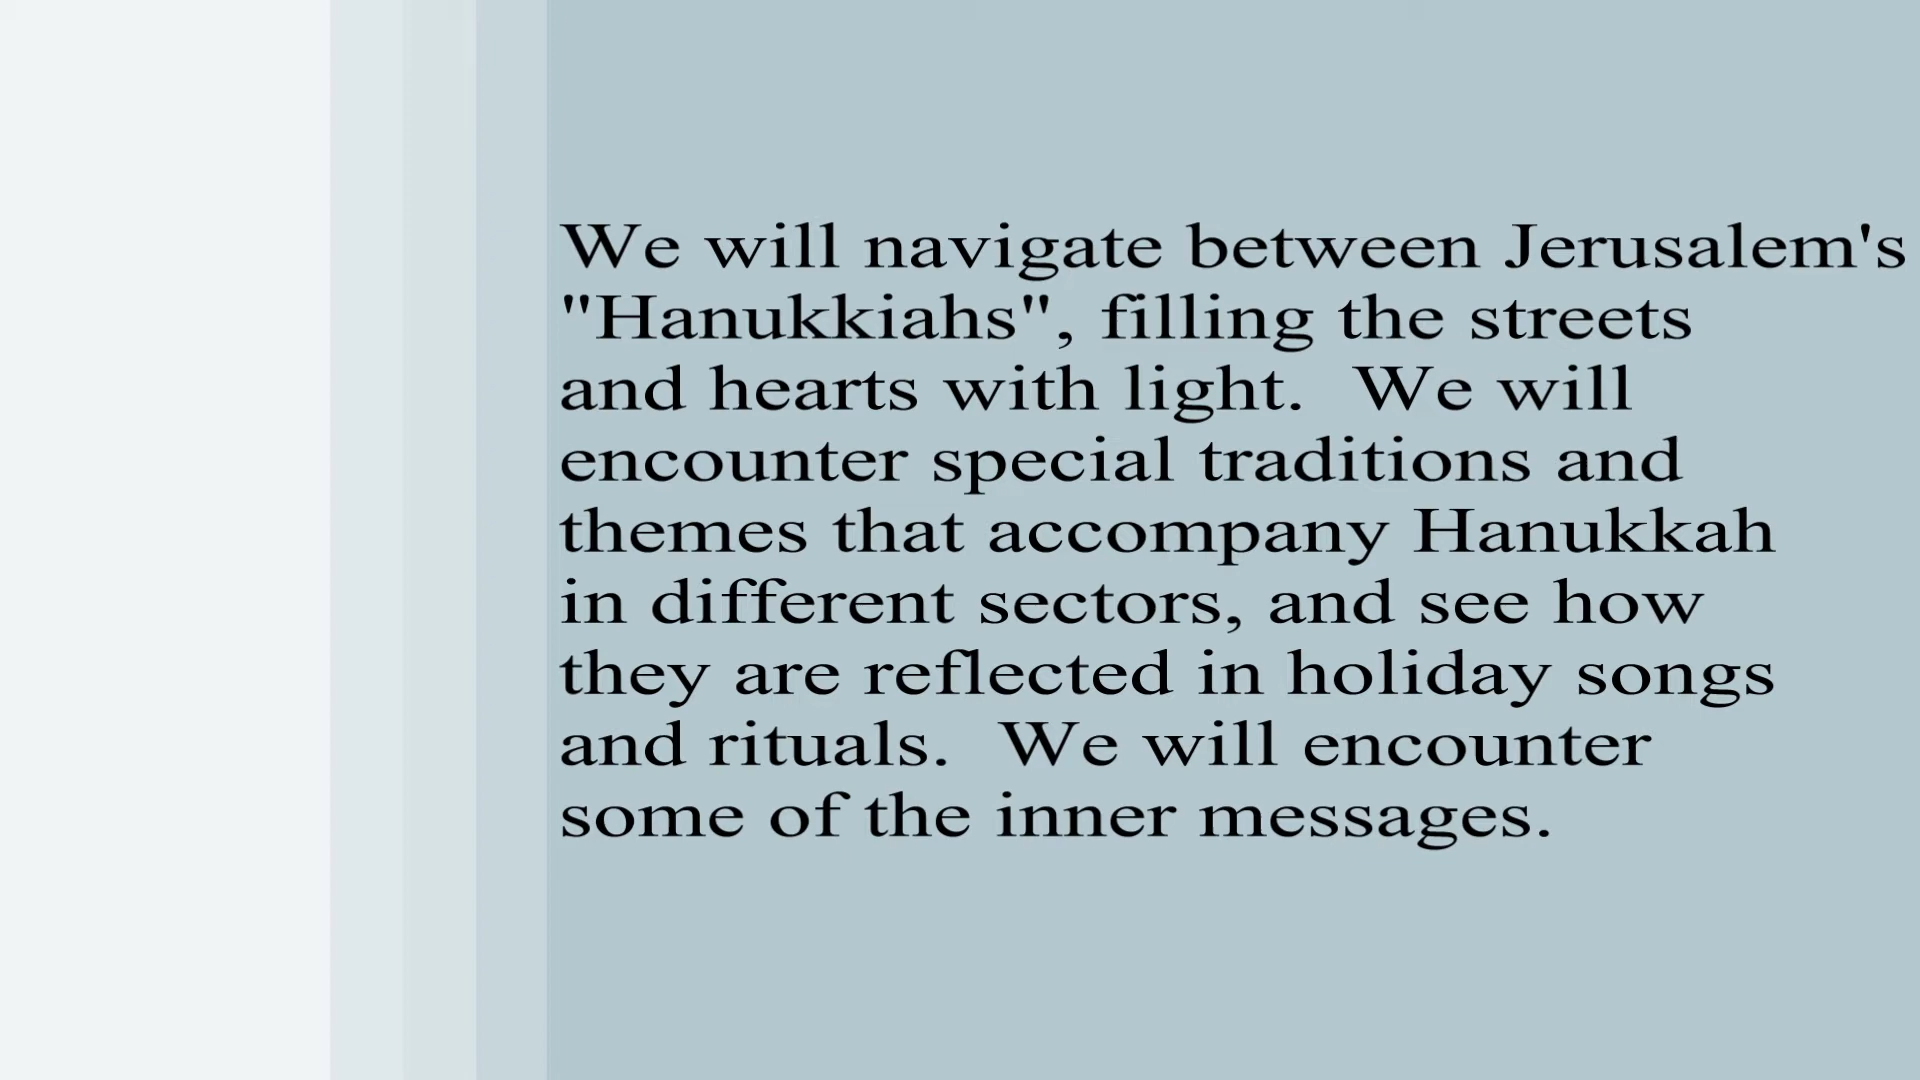 We will navigate between Jerusalem's
"Hanukkiahs", filling the streets
and hearts with light.  We will
encounter special traditions and
themes that accompany Hanukkah
in different sectors, and see how
they are reflected in holiday songs
and rituals.  We will encounter
some of the inner messages.